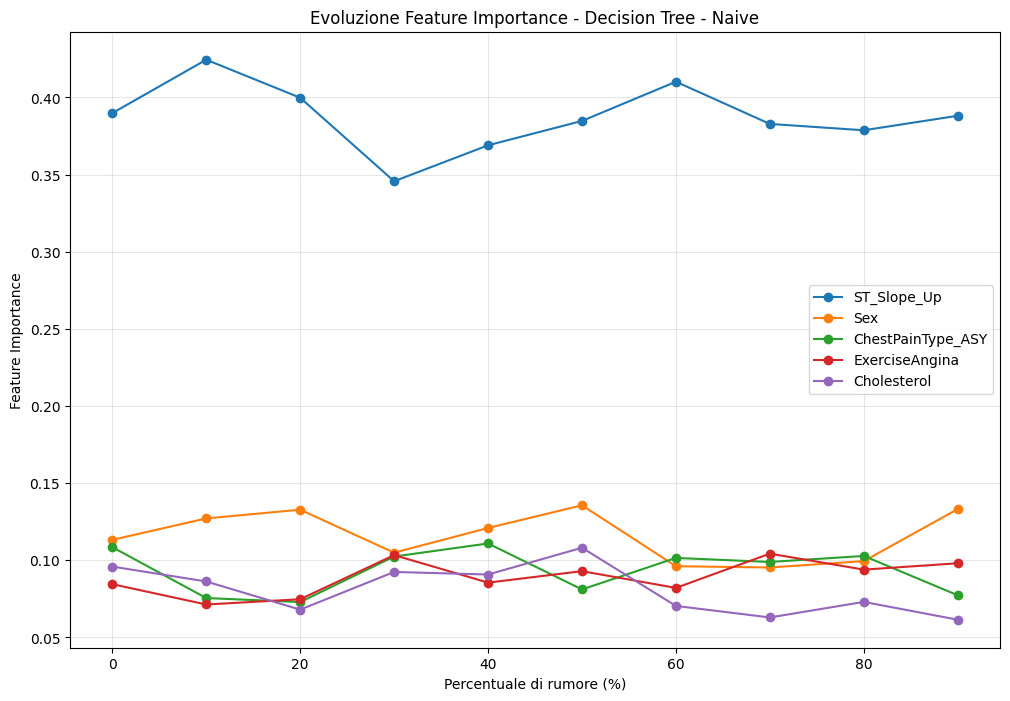 Evoluzione Feature Importance - Decision Tree - Naive
Feature Importance
0.40
0.35
0.30
0.25
0.20
0.15
0.10
0.05
ST_Slope_Up
Sex
ChestPainType_ASY
ExerciseAngina
Cholesterol
0 20 40 60 80
Percentuale di rumore (%)